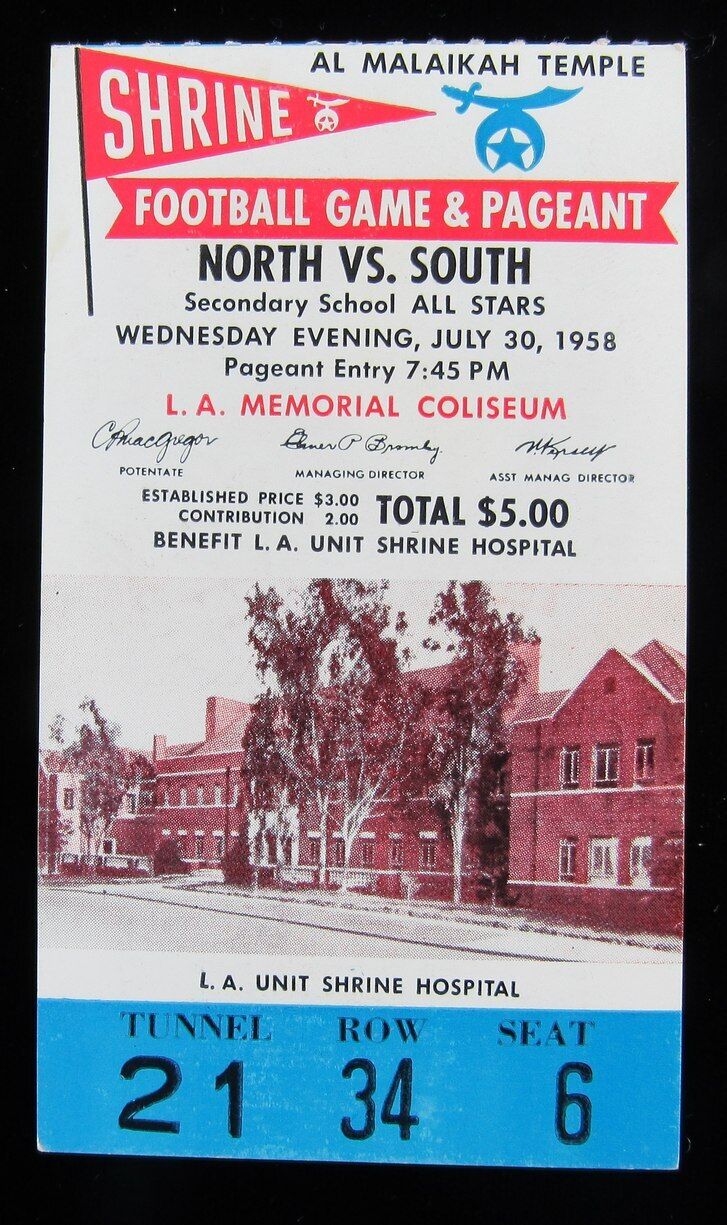 AL MALAIKAH TEMPLE
SHRINE
FOOTBALL GAME & PAGEANT
NORTH VS. SOUTH
Secondary School ALL STARS
WEDNESDAY EVENING, JULY 30, 1958
Pageant Entry 7:45 PM
L. A. MEMORIAL COLISEUM
POTENTATE MANAGING DIRECTOR ASST MANAG DIRECTOR
ESTABLISHED PRICE $3.00
CONTRIBUTION 2.00 TOTAL $5.00
BENEFIT L. A. UNIT SHRINE HOSPITAL
L. A. UNIT SHRINE HOSPITAL
TUNNEL ROW SEAT
21 34 6